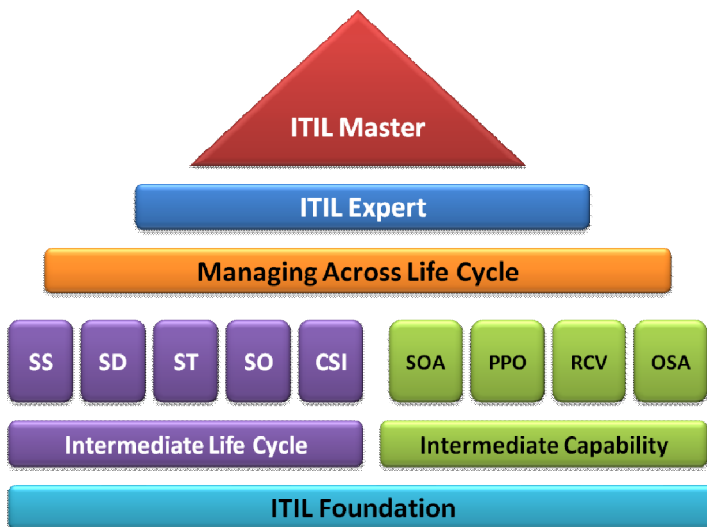 ITIL Master
ITIL Expert
Managing Across Life Cycle
SS SD ST SO CSI SOA PPO RCV OSA
Intermediate Life Cycle Intermediate Capability
ITIL Foundation